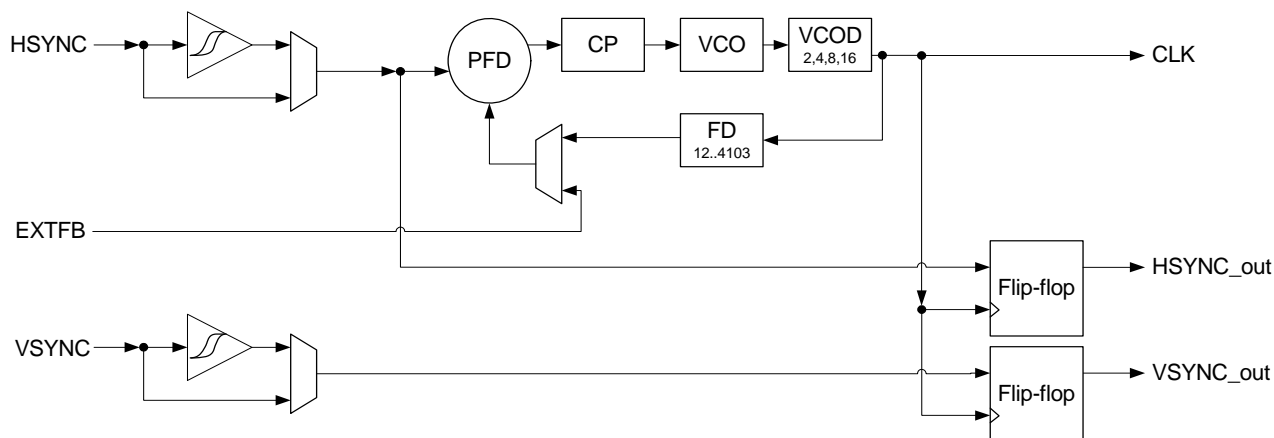 HSYNC
PFD
CP
VCO
VCOD
2,4,8,16
CLK
FD
12..4103
EXTFB
Flip-flop
HSYNC_out
VSYNC
Flip-flop
VSYNC_out